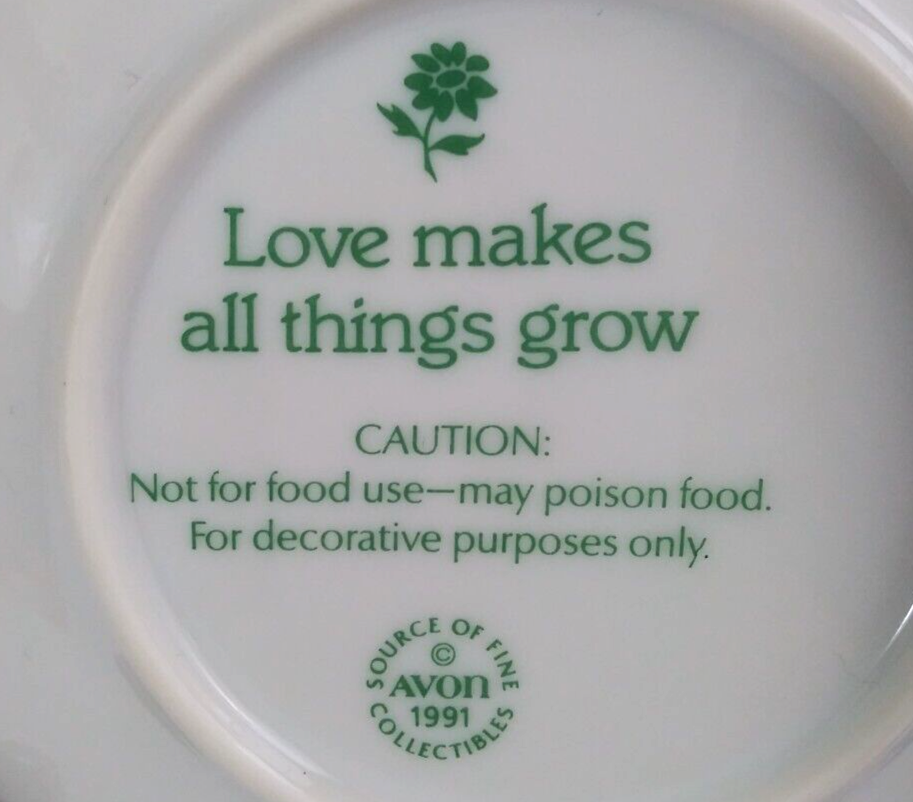 Love makes
all things grow
CAUTION:
Not for food use—may poison food.
For decorative purposes only.
SOURCE OF FINE
©
AVON
1991
COLLECTIBLES